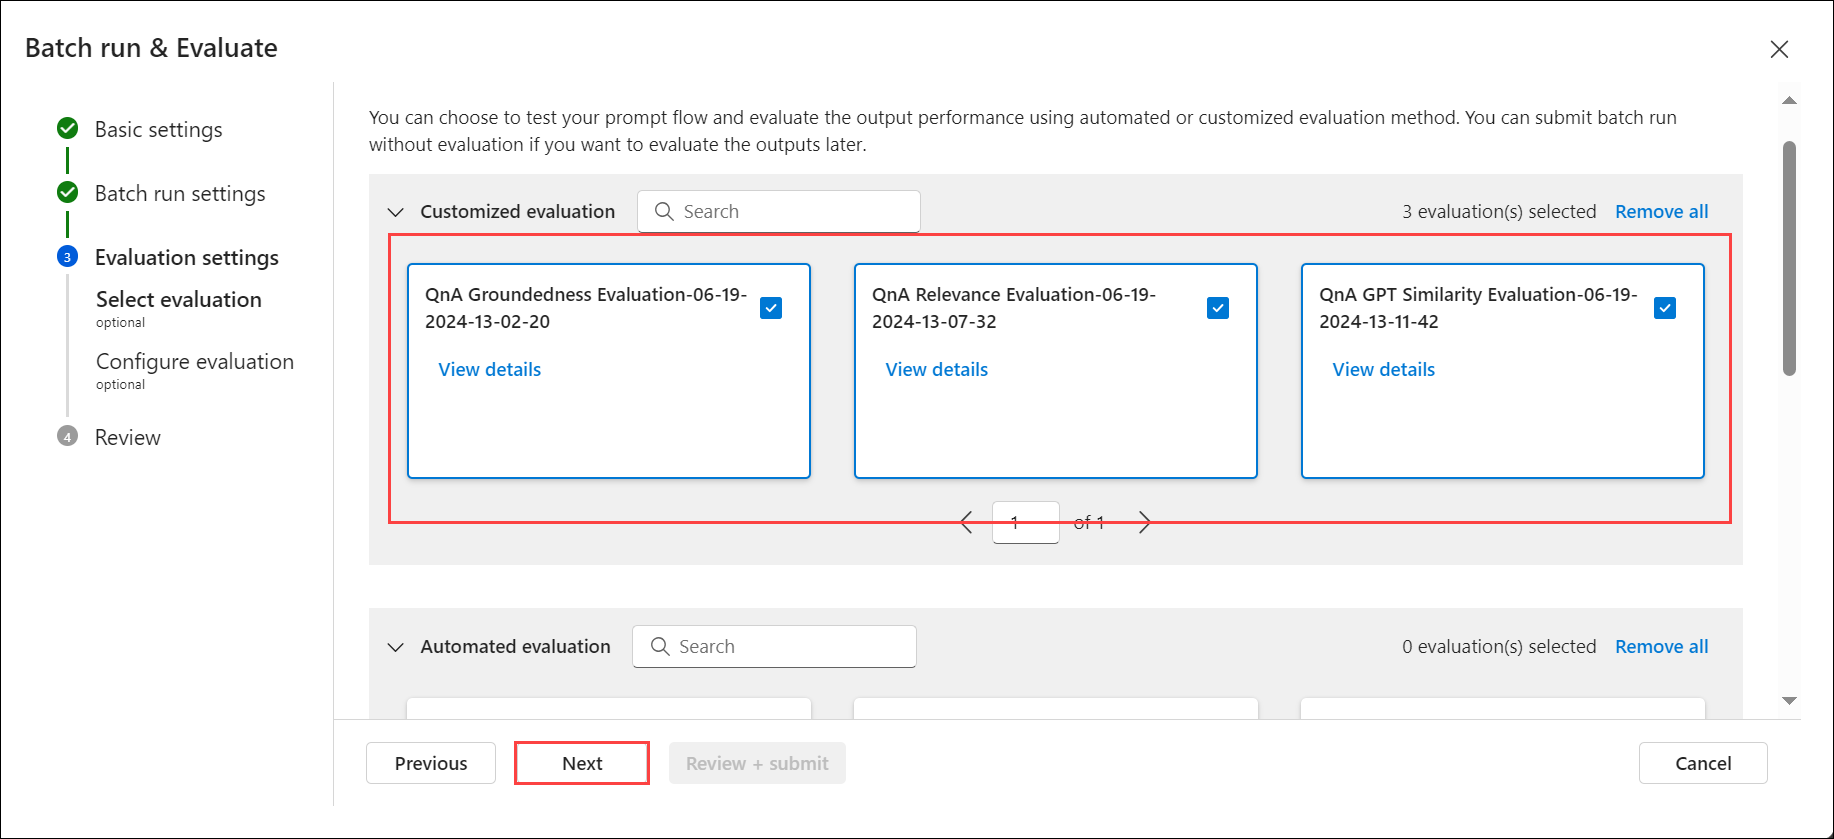 Batch run & Evaluate
Basic settings
Batch run settings
3
Evaluation settings
Select evaluation
optional
Configure evaluation
optional
4
Review
You can choose to test your prompt flow and evaluate the output performance using automated or customized evaluation method. You can submit batch run
without evaluation if you want to evaluate the outputs later.
Customized evaluation
Search
3 evaluation(s) selected
Remove all
QnA Groundedness Evaluation-06-19-
2024-13-02-20
View details
QnA Relevance Evaluation-06-19-
2024-13-07-32
View details
QnA GPT Similarity Evaluation-06-19-
2024-13-11-42
View details
1
of 1
Automated evaluation
Search
0 evaluation(s) selected
Remove all
Previous
Next
Review + submit
Cancel